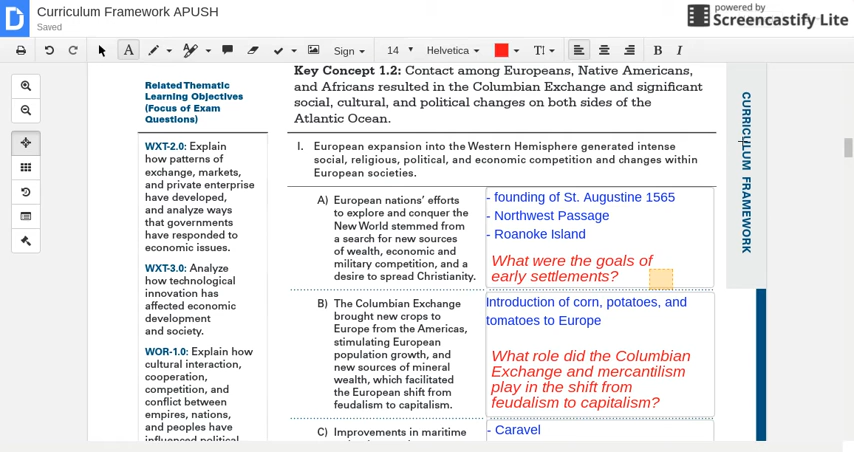 Curriculum Framework APUSH
Saved
powered by
Screencastify Lite
A
Sign
14
Helvetica
T!
B
I
Related Thematic
Learning Objectives
(Focus of Exam
Questions)
WXT-2.0: Explain
how patterns of
exchange, markets,
and private enterprise
have developed,
and analyze ways
that governments
have responded to
economic issues.
WXT-3.0: Analyze
how technological
innovation has
affected economic
development
and society.
WOR-1.0: Explain how
cultural interaction,
cooperation,
competition, and
conflict between
empires, nations,
and peoples have
influenced political
Key Concept 1.2: Contact among Europeans, Native Americans,
and Africans resulted in the Columbian Exchange and significant
social, cultural, and political changes on both sides of the
Atlantic Ocean.
I. European expansion into the Western Hemisphere generated intense
social, religious, political, and economic competition and changes within
European societies.
A) European nations' efforts
to explore and conquer the
New World stemmed from
a search for new sources
of wealth, economic and
military competition, and a
desire to spread Christianity.
- founding of St. Augustine 1565
- Northwest Passage
- Roanoke Island
What were the goals of
early settlements?
B) The Columbian Exchange
brought new crops to
Europe from the Americas,
stimulating European
population growth, and
new sources of mineral
wealth, which facilitated
the European shift from
feudalism to capitalism.
Introduction of corn, potatoes, and
tomatoes to Europe
What role did the Columbian
Exchange and mercantilism
play in the shift from
feudalism to capitalism?
C) Improvements in maritime
- Caravel
CURRICULUM FRAMEWORK